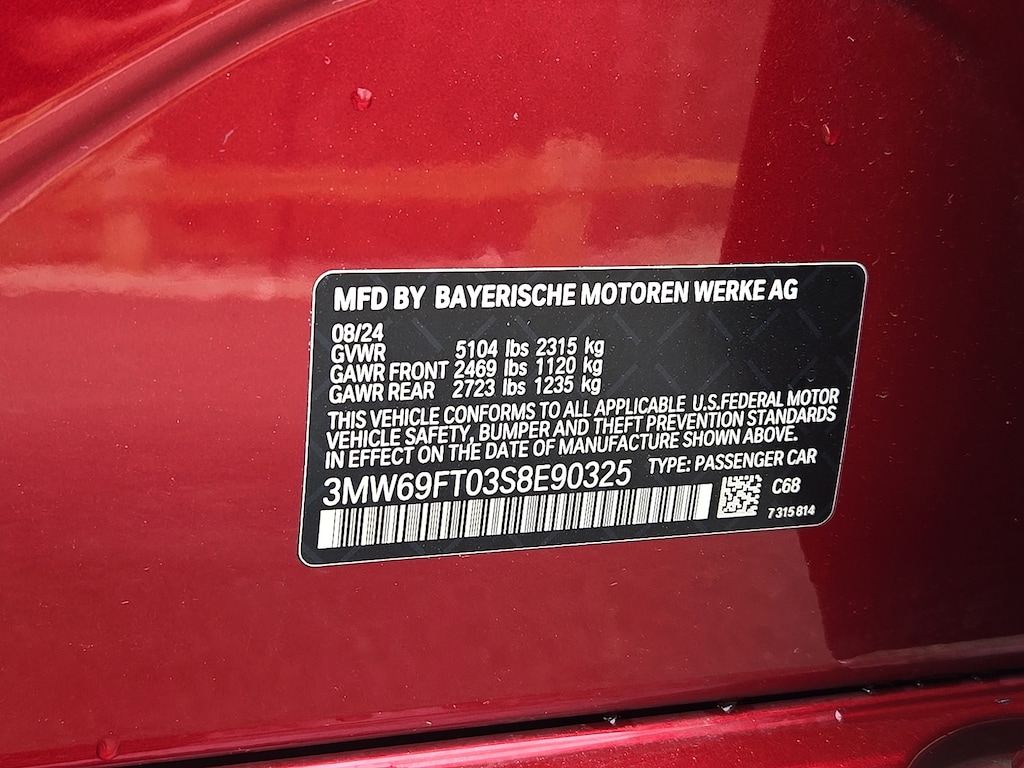 MFD BY BAYERISCHE MOTOREN WERKE AG
08/24
GVWR 5104 lbs 2315 kg
GAWR FRONT 2469 lbs 1120 kg
GAWR REAR 2723 lbs 1235 kg
THIS VEHICLE CONFORMS TO ALL APPLICABLE U.S.FEDERAL MOTOR
VEHICLE SAFETY, BUMPER AND THEFT PREVENTION STANDARDS
IN EFFECT ON THE DATE OF MANUFACTURE SHOWN ABOVE.
3MW69FT03S8E90325 TYPE: PASSENGER CAR
C68
7 315 814